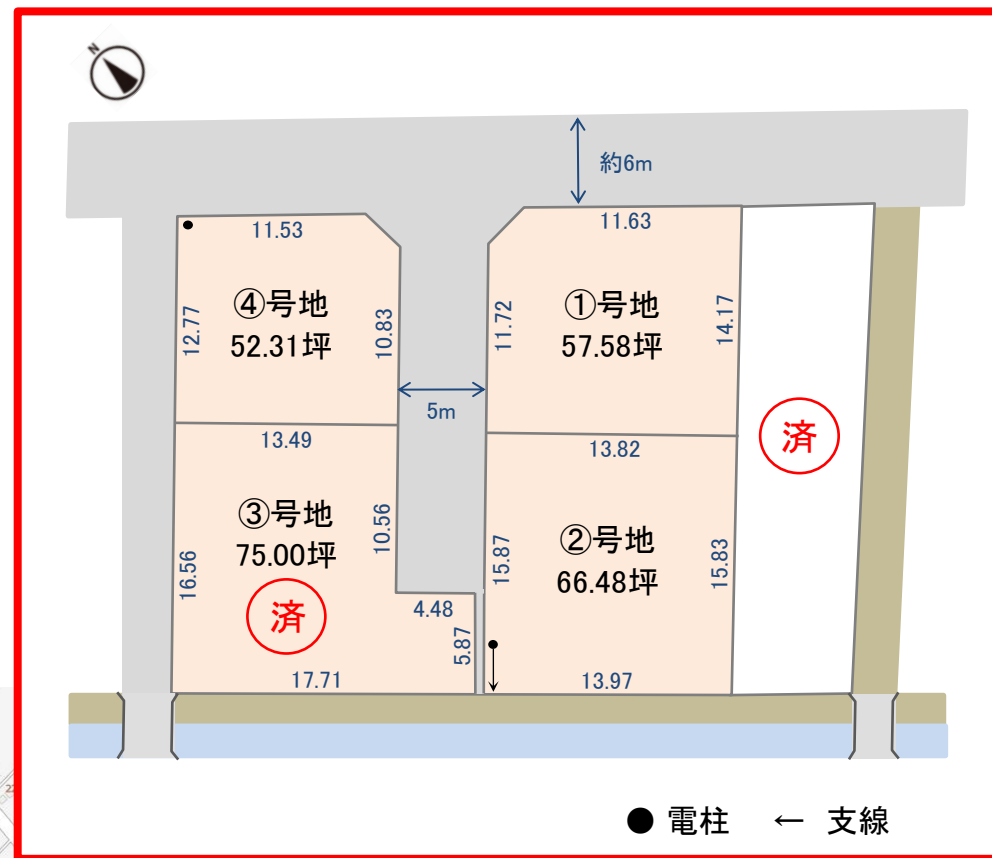 N
約6m
11.53
④号地
52.31坪
12.77
10.83
11.63
①号地
57.58坪
11.72
14.17
5m
済
13.49
③号地
75.00坪
16.56
10.56
済
4.48
5.87
17.71
13.82
②号地
66.48坪
15.87
15.83
13.97
● 電柱 ← 支線